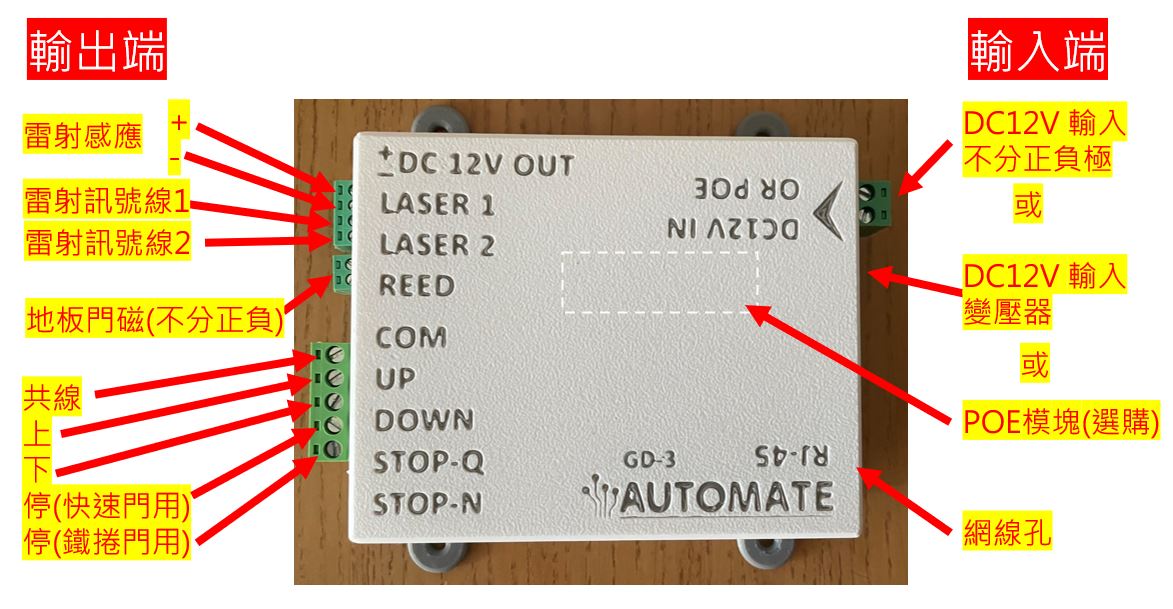 輸出端
輸入端
雷射感應
+
-
雷射訊號線1
雷射訊號線2
地板門磁(不分正負)
共線
上
下
停(快速門用)
停(鐵捲門用)
+
-
DC 12V OUT
LASER 1
LASER 2
REED
COM
UP
DOWN
STOP-Q
STOP-N
DC12V IN
OR POE
GD-3
RJ-45
AUTOMATE
DC12V 輸入
不分正負極
或
DC12V 輸入
變壓器
或
POE模塊(選購)
網線孔